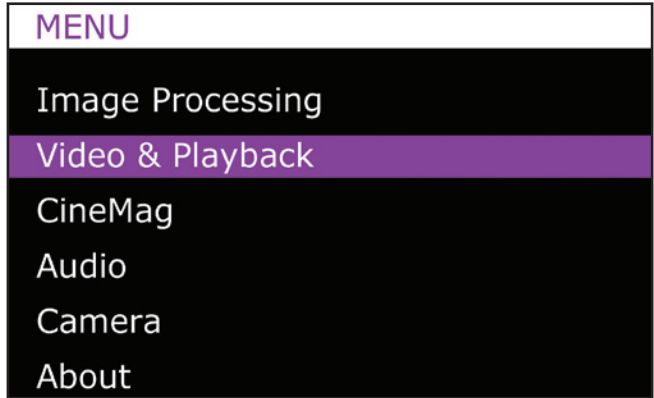 MENU
Image Processing
Video & Playback
CineMag
Audio
Camera
About